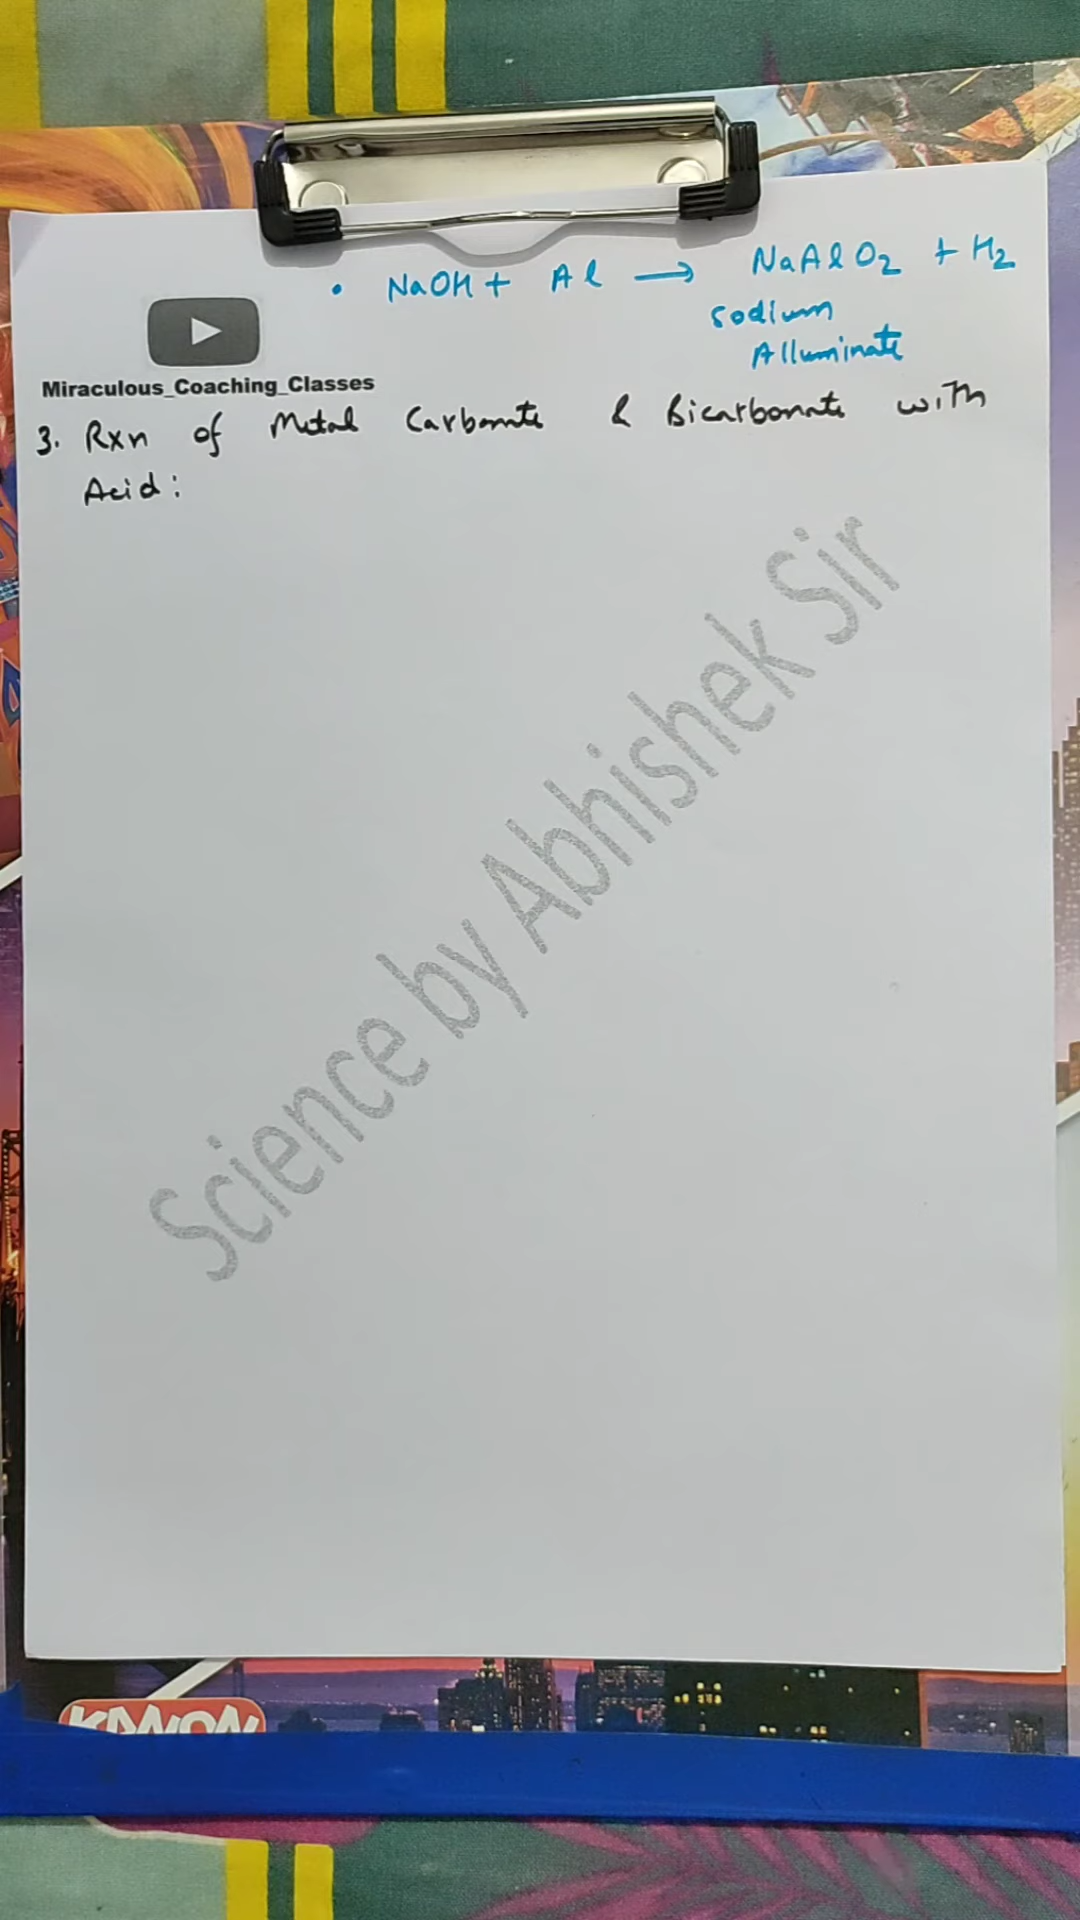 • NaOH + Al → NaAlO₂ + H₂
Sodium
Alluminate
Miraculous_Coaching_Classes
3. Rxn of Metal Carbonate & Bicarbonate with
Acid:
Science by Abhishek Sir
KANON